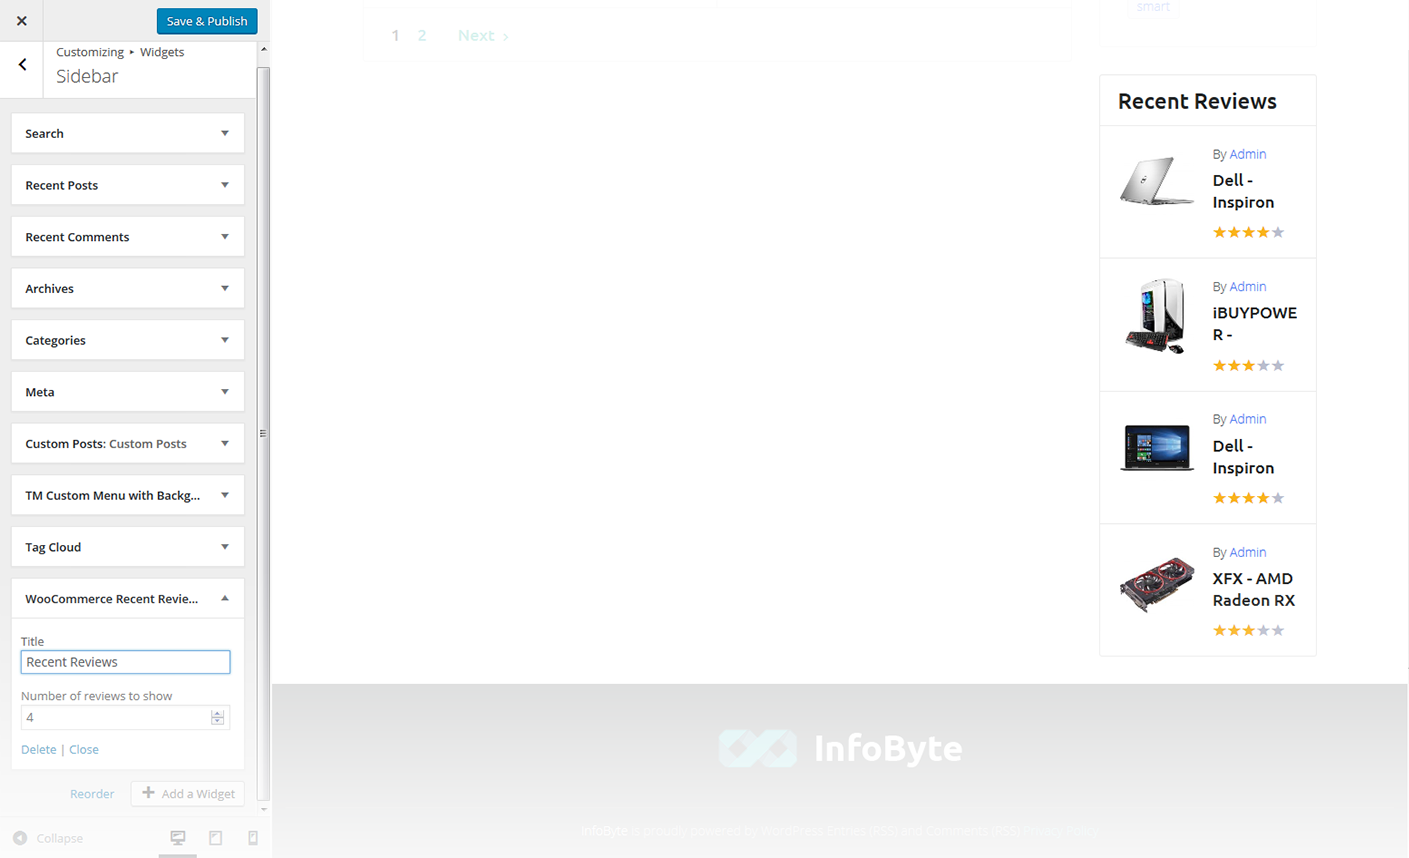 Save & Publish
Customizing ▸ Widgets
Sidebar
Search
Recent Posts
Recent Comments
Archives
Categories
Meta
Custom Posts: Custom Posts
TM Custom Menu with Backg...
Tag Cloud
WooCommerce Recent Revie...
Title
Recent Reviews
Number of reviews to show
4
Delete | Close
Reorder
Add a Widget
Collapse
1 2 Next ›
smart
Recent Reviews
By Admin
Dell -
Inspiron
By Admin
iBUYPOWE
R -
By Admin
Dell -
Inspiron
By Admin
XFX - AMD
Radeon RX
InfoByte
InfoByte is proudly powered by WordPress Entries (RSS) and Comments (RSS) Privacy Policy